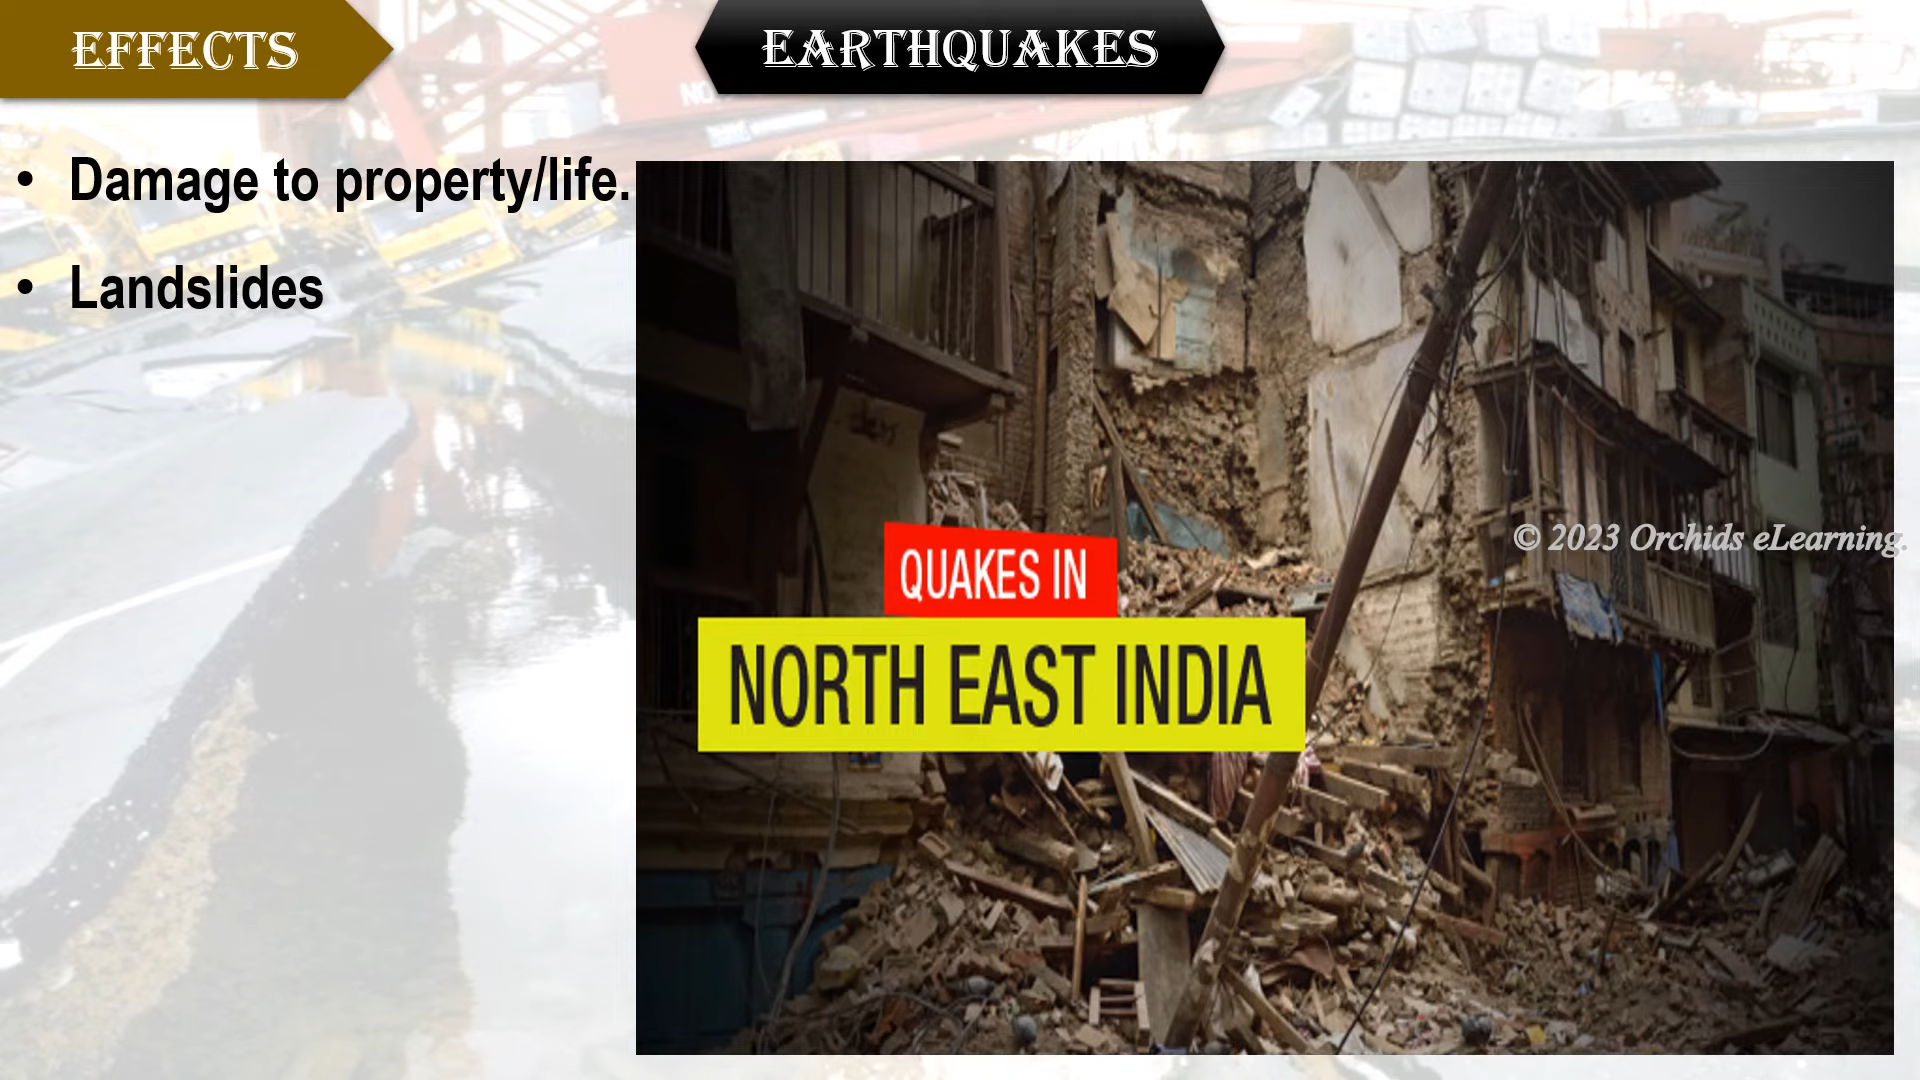 EFFECTS
EARTHQUAKES
• Damage to property/life.
• Landslides
© 2023 Orchids eLearning.
QUAKES IN
NORTH EAST INDIA